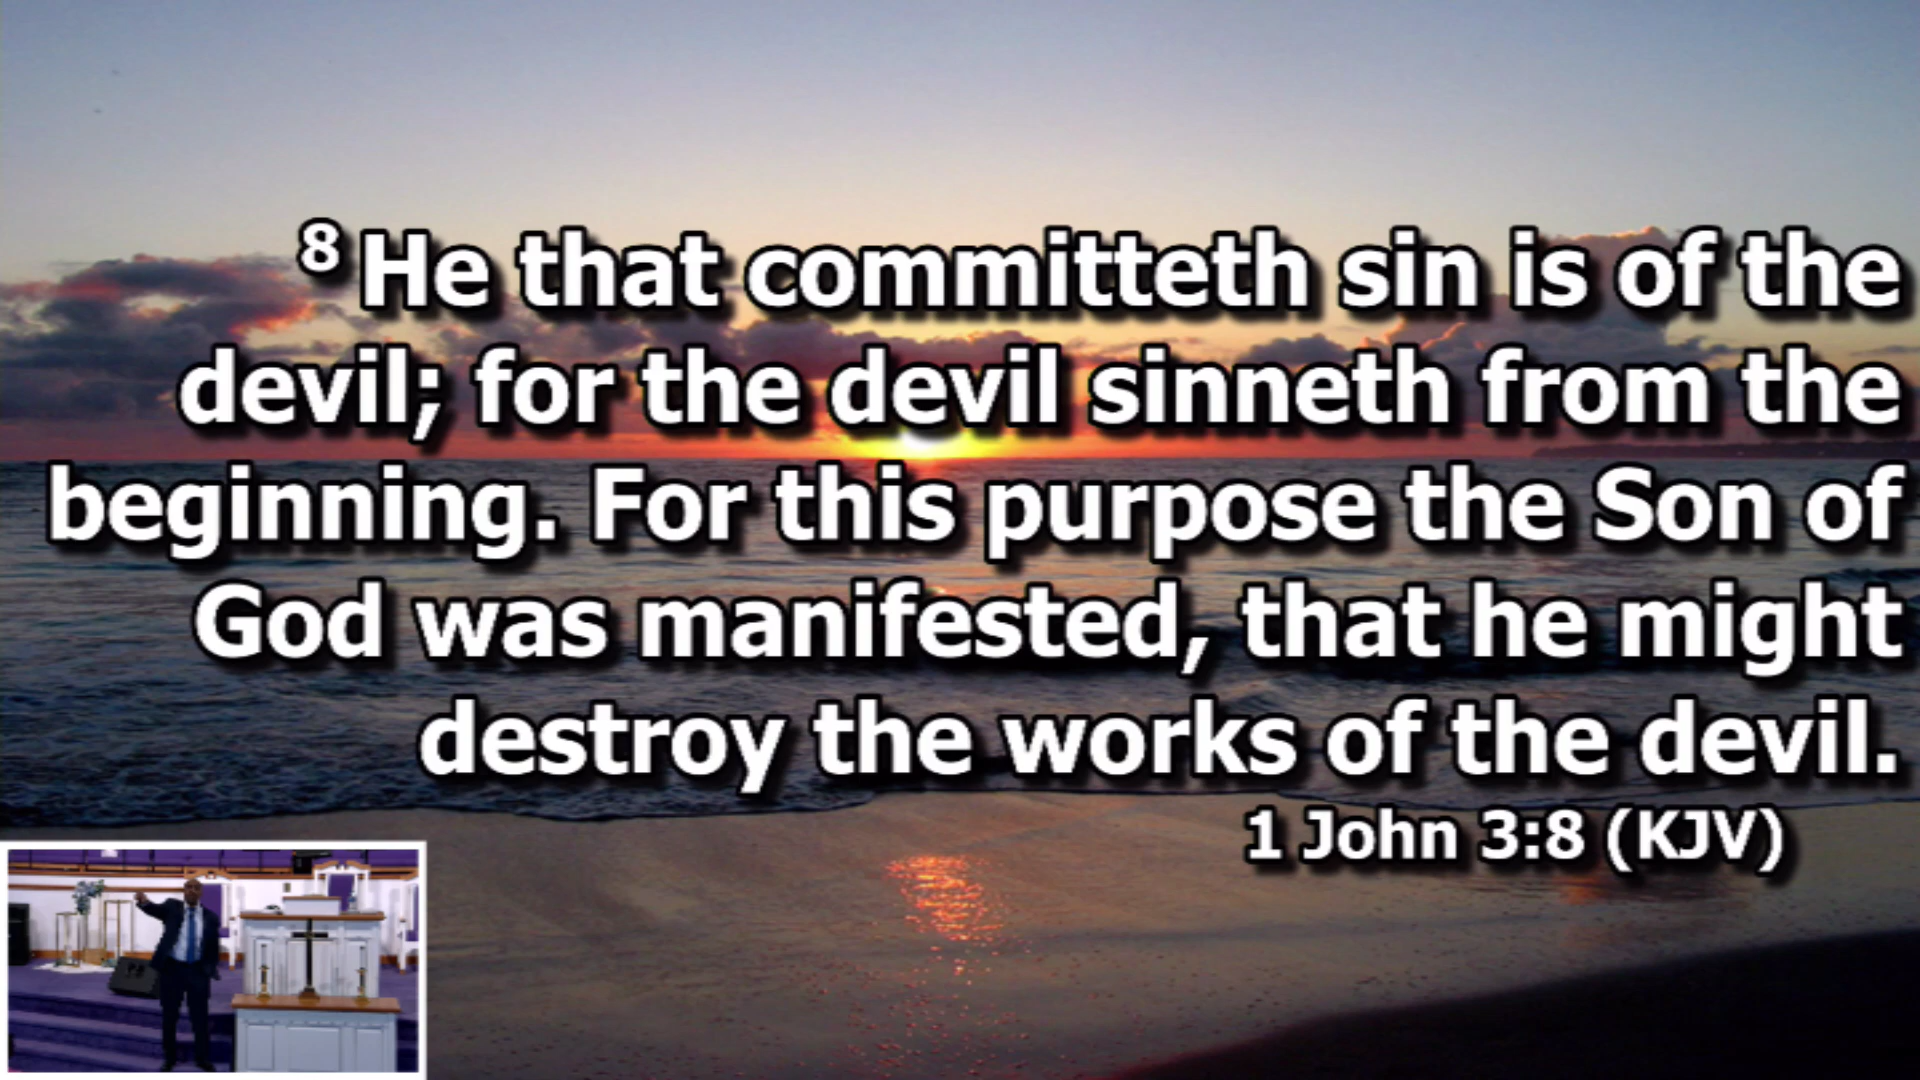 8 He that committeth sin is of the
devil; for the devil sinneth from the
beginning. For this purpose the Son of
God was manifested, that he might
destroy the works of the devil.
1 John 3:8 (KJV)